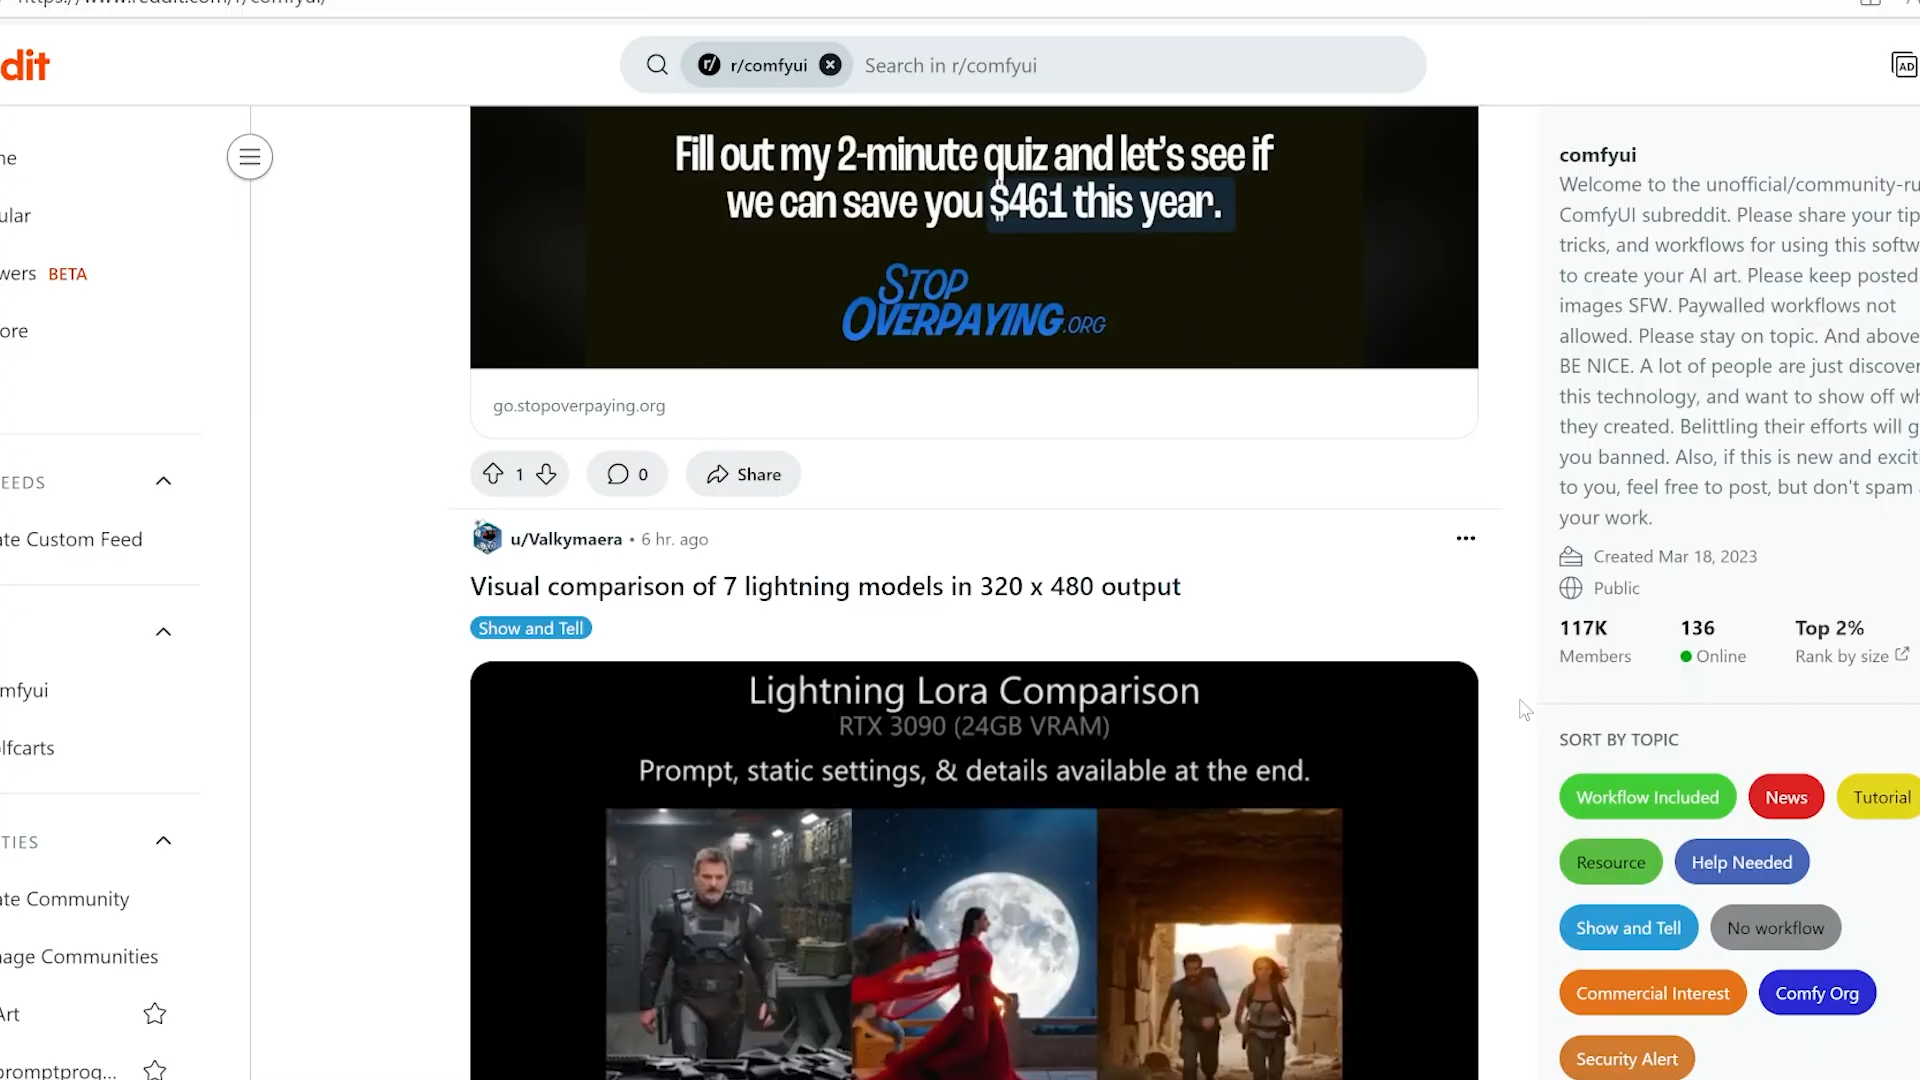 https://www.reddit.com/r/comfyui/
dit
r/comfyui
Search in r/comfyui
AD
Fill out my 2-minute quiz and let's see if
we can save you $461 this year.
STOP
OVERPAYING.ORG
go.stopoverpaying.org
1
0
Share
u/Valkymaera • 6 hr. ago
Visual comparison of 7 lightning models in 320 x 480 output
Show and Tell
Lightning Lora Comparison
RTX 3090 (24GB VRAM)
Prompt, static settings, & details available at the end.
ne
ular
wers BETA
ore
EEDS
ate Custom Feed
mfyui
lfcarts
TIES
ate Community
nage Communities
Art
promptprog...
comfyui
Welcome to the unofficial/community-ru
ComfyUI subreddit. Please share your tip
tricks, and workflows for using this softw
to create your AI art. Please keep posted
images SFW. Paywalled workflows not
allowed. Please stay on topic. And above
BE NICE. A lot of people are just discover
this technology, and want to show off wh
they created. Belittling their efforts will g
you banned. Also, if this is new and exciti
to you, feel free to post, but don't spam
your work.
Created Mar 18, 2023
Public
117K
Members
136
Online
Top 2%
Rank by size
SORT BY TOPIC
Workflow Included
News
Tutorial
Resource
Help Needed
Show and Tell
No workflow
Commercial Interest
Comfy Org
Security Alert